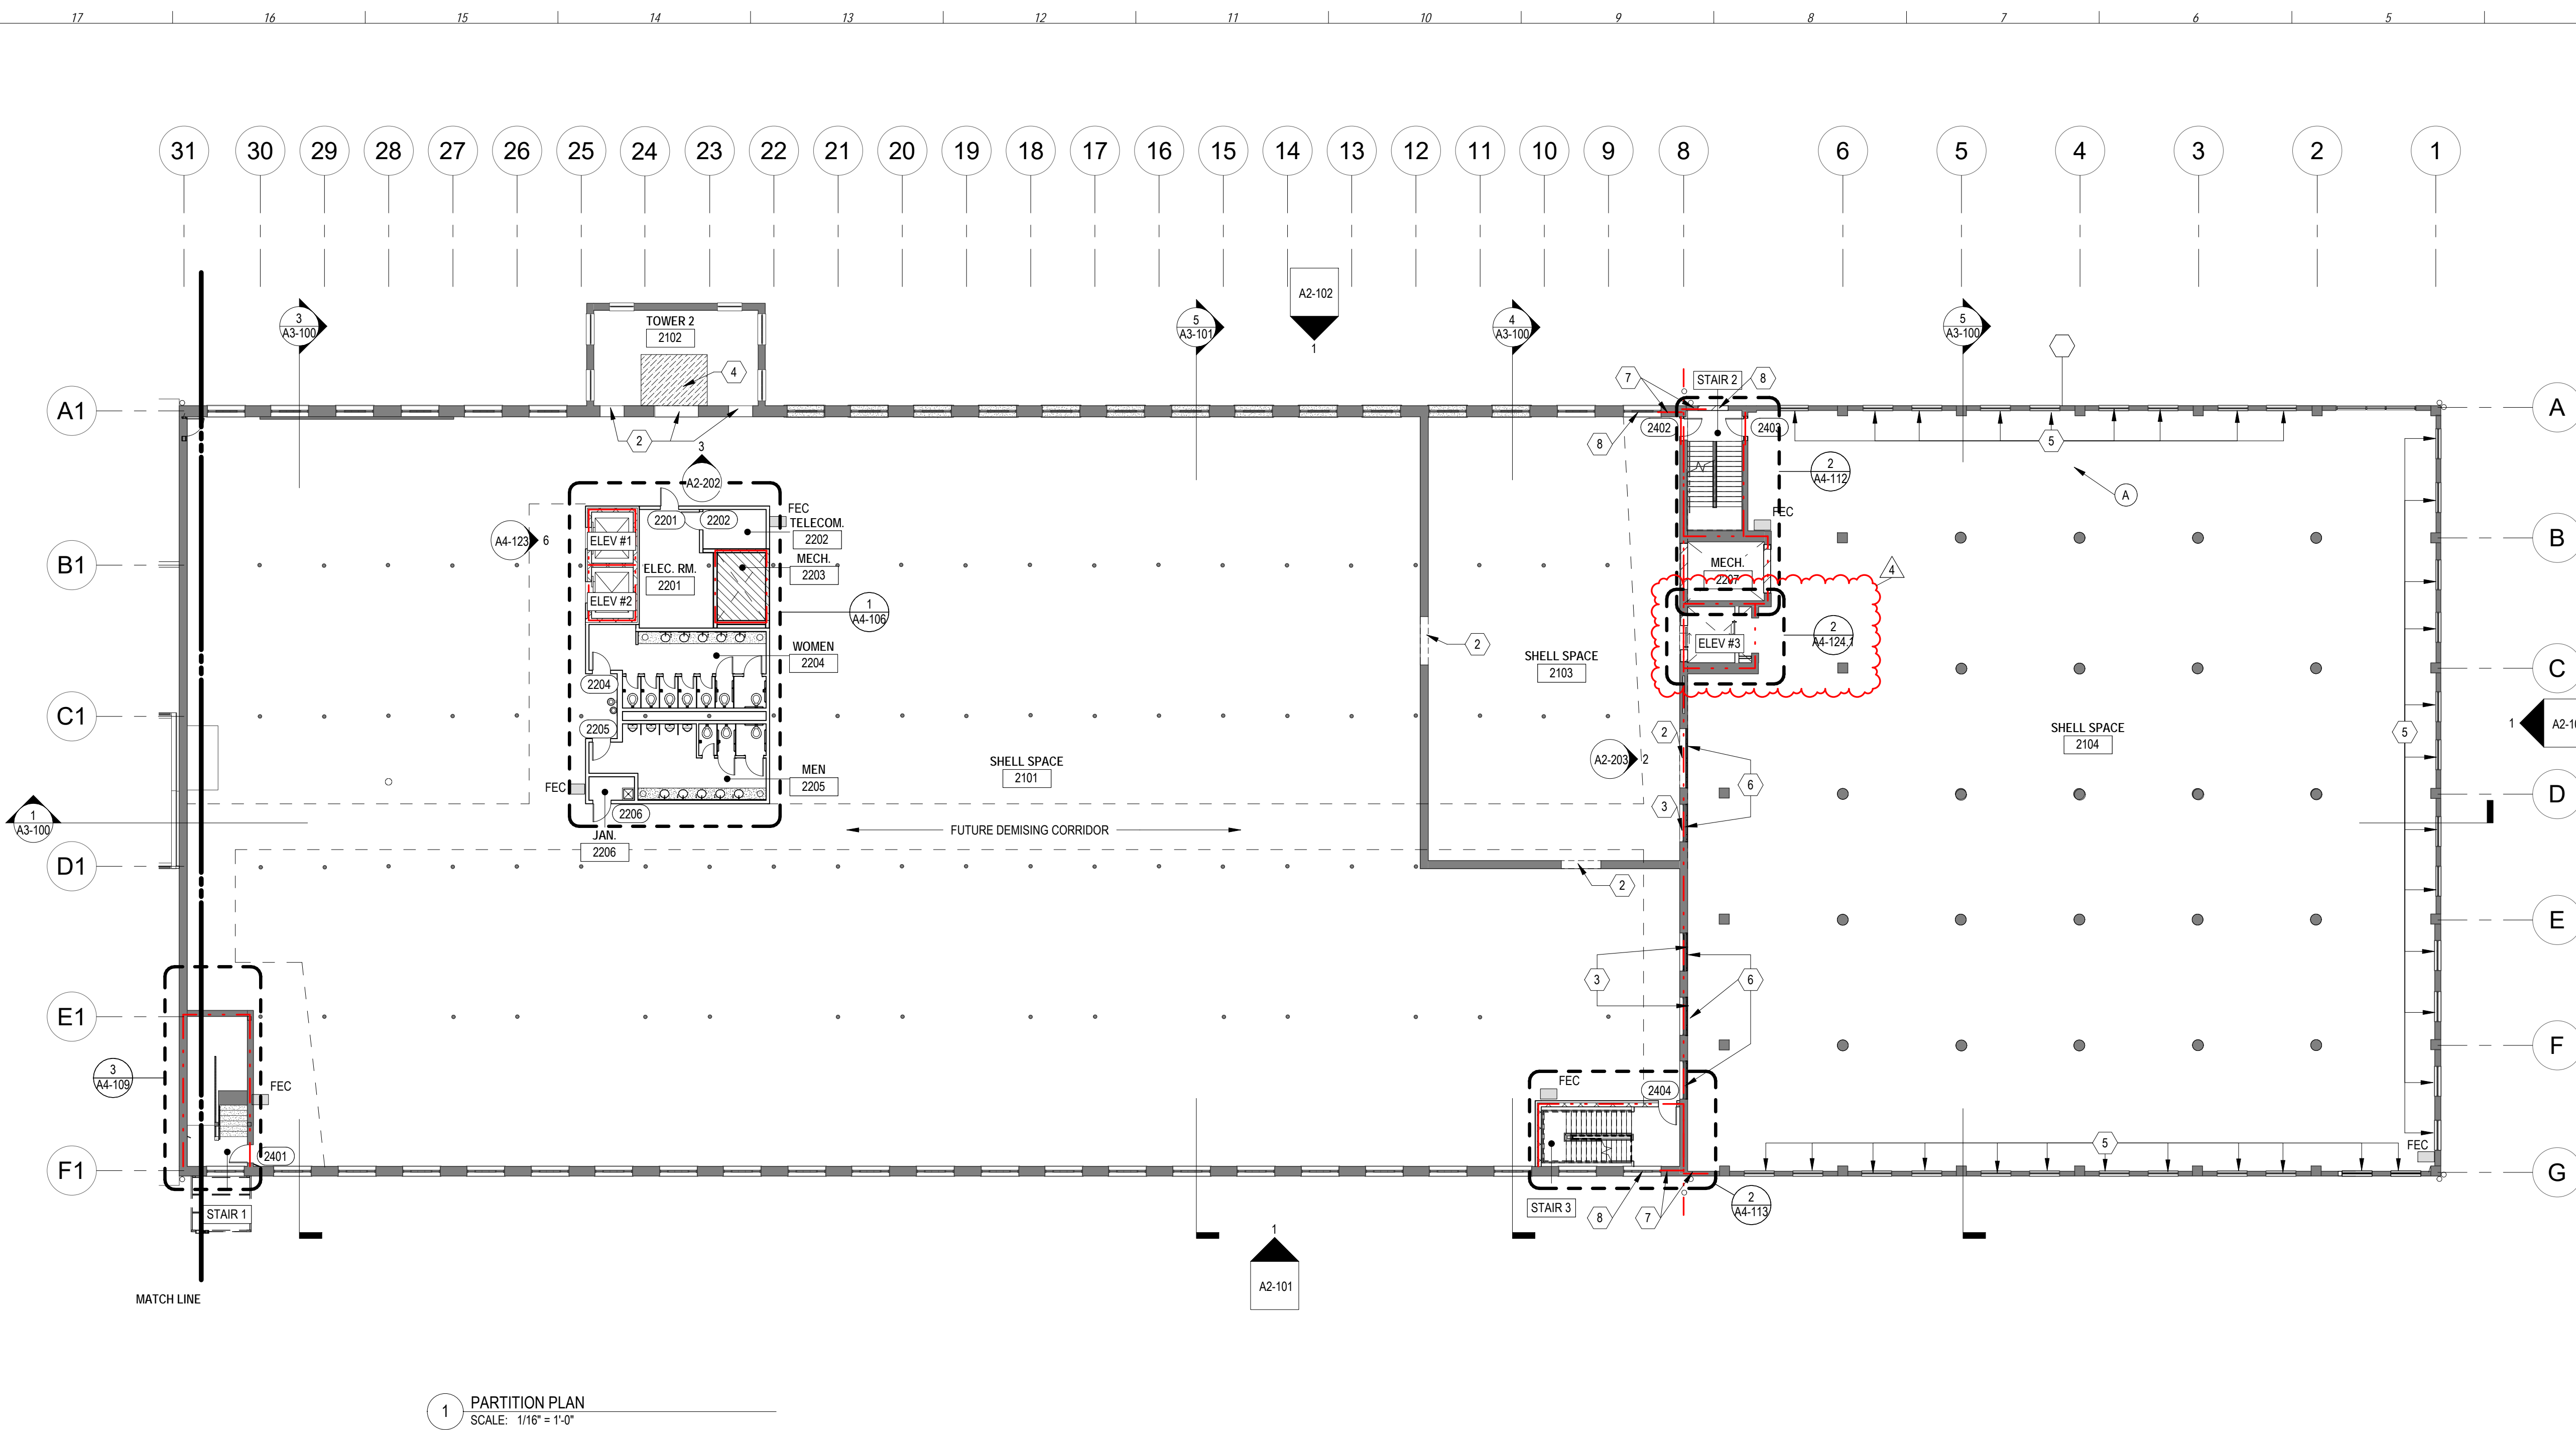 17 16 15 14 13 12 11 10 9 8 7 6 5
31 30 29 28 27 26 25 24 23 22 21 20 19 18 17 16 15 14 13 12 11 10 9 8 6 5 4 3 2 1
A2-102
1
3
A3-100
TOWER 2
2102
5
A3-101
4
A3-100
5
A3-100
4
7
STAIR 2
8
A1
A
2
8
2402
2403
5
3
A2-202
2
A4-112
A
FEC
2201
2202
TELECOM.
2202
FEC
A4-123
6
ELEV #1
B
B1
MECH.
2203
ELEC. RM.
2201
MECH.
2207
4
ELEV #2
1
A4-106
2
A4-124.1
ELEV #3
2
WOMEN
2204
SHELL SPACE
2103
C
2204
C1
2205
2
SHELL SPACE
2104
5
1
A2-10
SHELL SPACE
2101
A2-203
2
MEN
2205
6
FEC
D
3
2206
1
A3-100
JAN.
2206
FUTURE DEMISING CORRIDOR
D1
2
E
3
6
E1
F
3
A4-109
FEC
FEC
2404
5
FEC
2401
F1
G
STAIR 1
STAIR 3
8
7
2
A4-113
1
A2-101
MATCH LINE
1
PARTITION PLAN
SCALE: 1/16" = 1'-0"